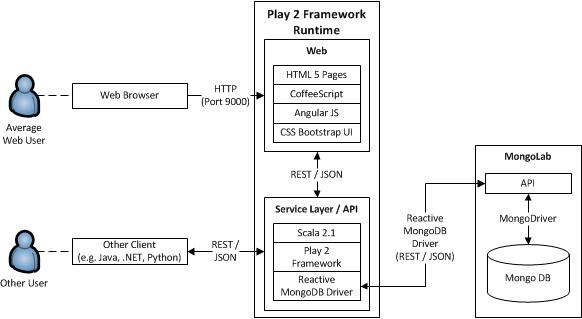 Play 2 Framework
Runtime
Web
HTML 5 Pages
CoffeeScript
Angular JS
CSS Bootstrap UI
Web Browser
HTTP
(Port 9000)
Average
Web User
REST / JSON
MongoLab
API
MongoDriver
Mongo DB
Reactive
MongoDB
Driver
(REST / JSON)
Service Layer / API
Scala 2.1
Play 2
Framework
Reactive
MongoDB Driver
REST /
JSON
Other Client
(e.g. Java, .NET, Python)
Other User